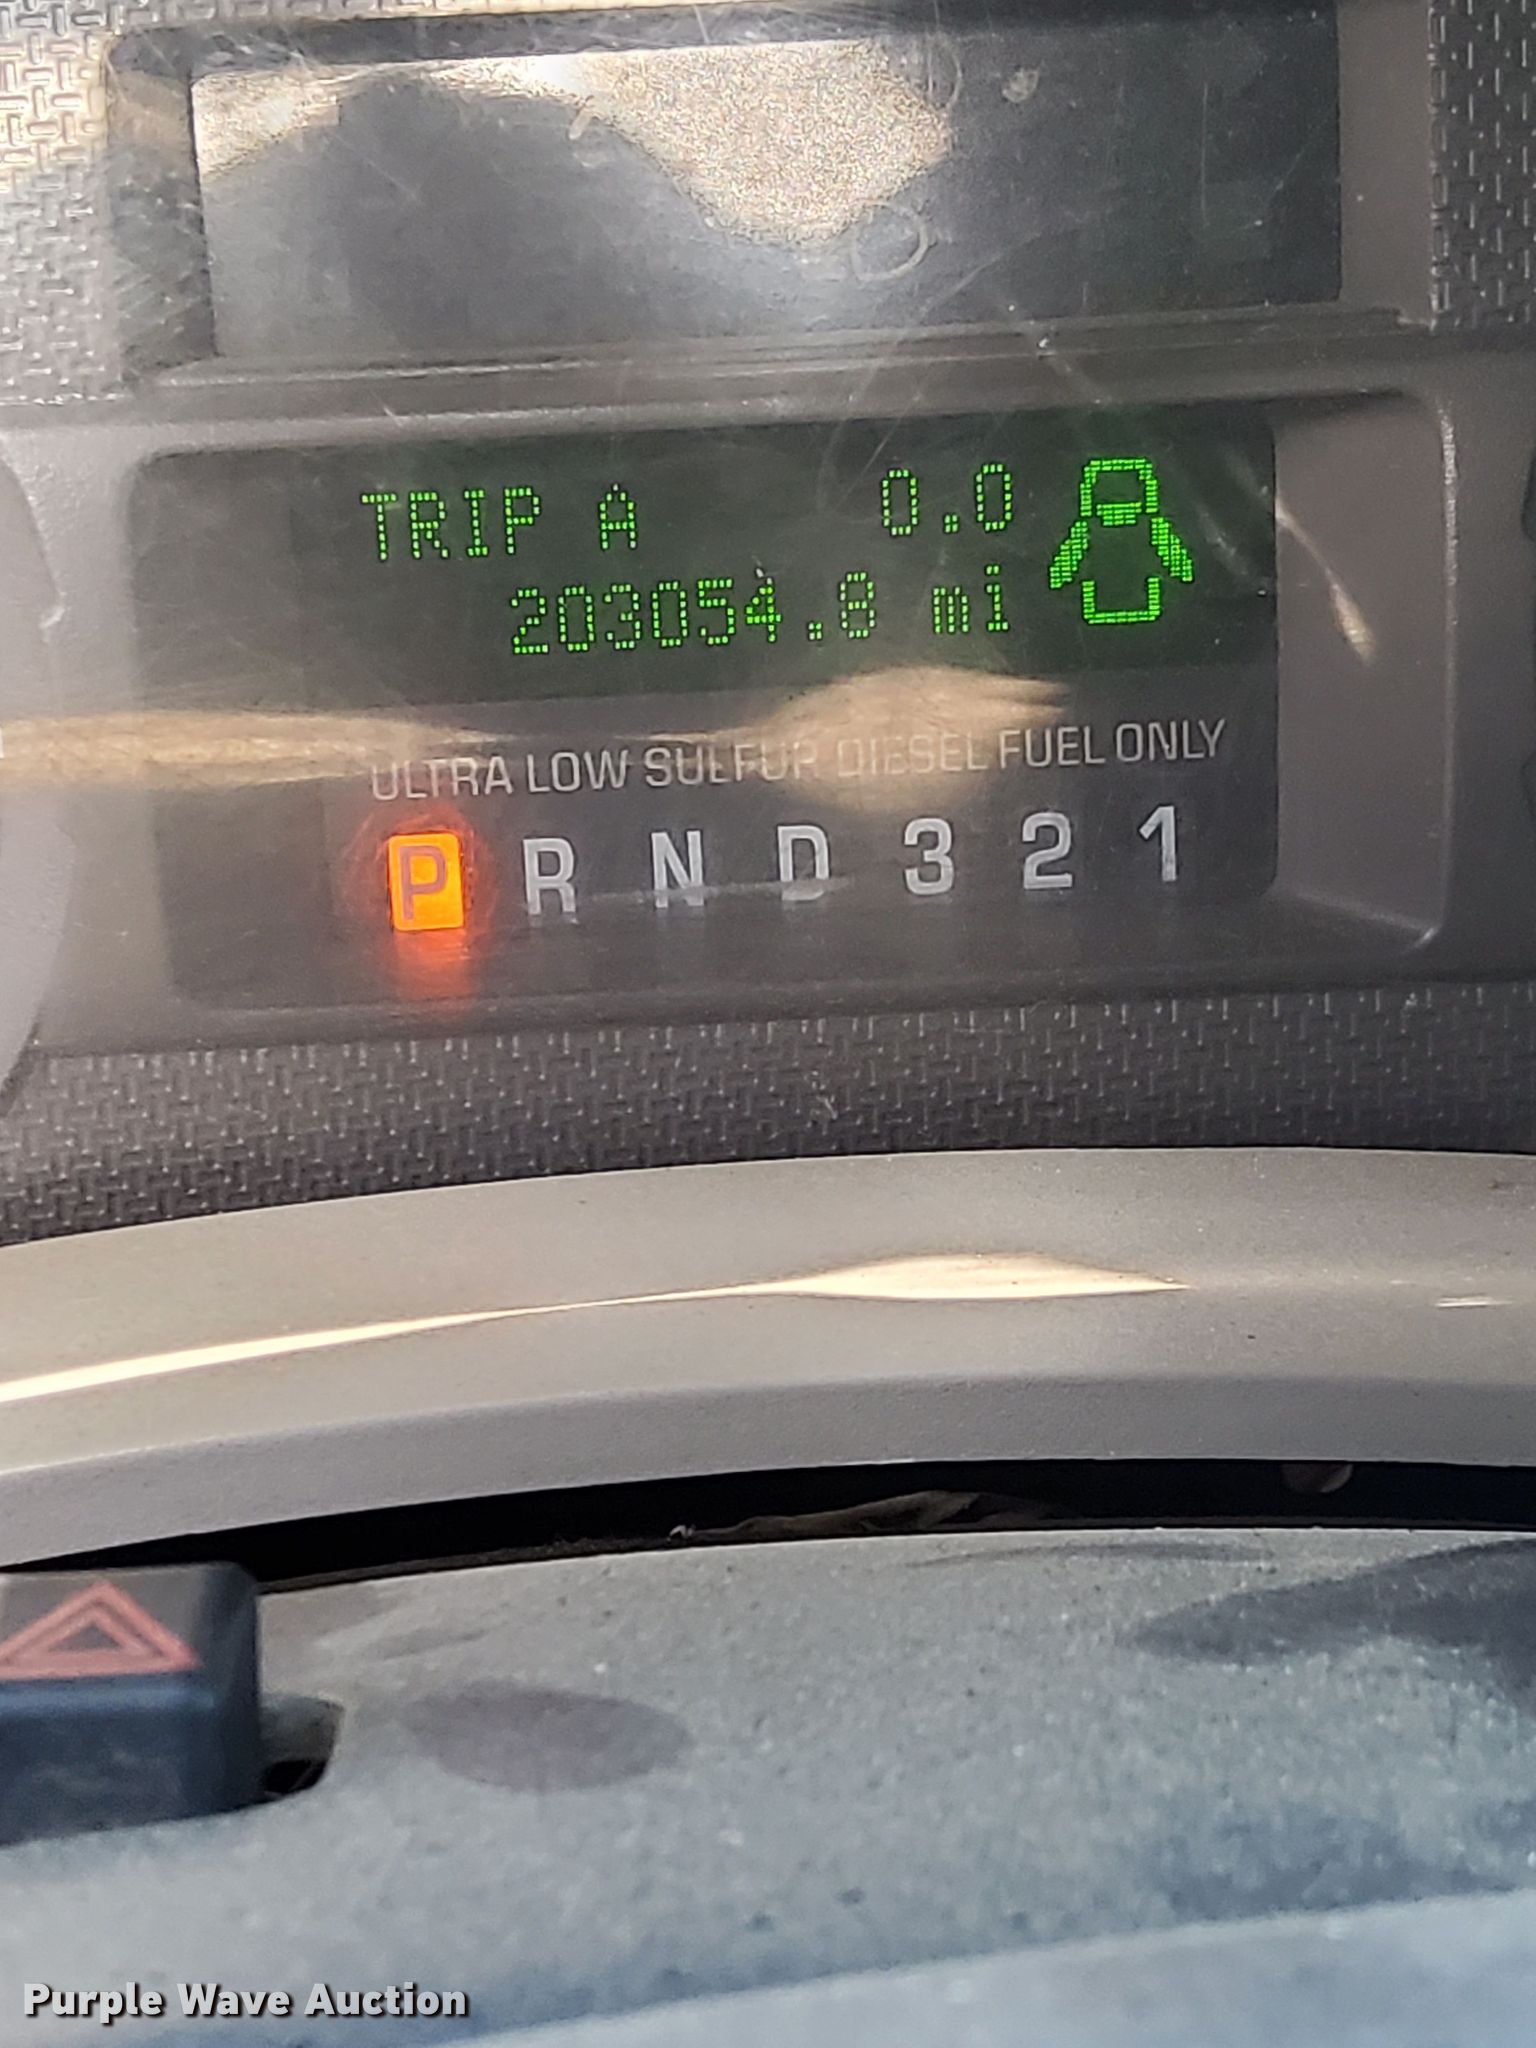 TRIP A 0.0
203054.8 mi
ULTRA LOW SULFUR DIESEL FUEL ONLY
P R N D 3 2 1
Purple Wave Auction